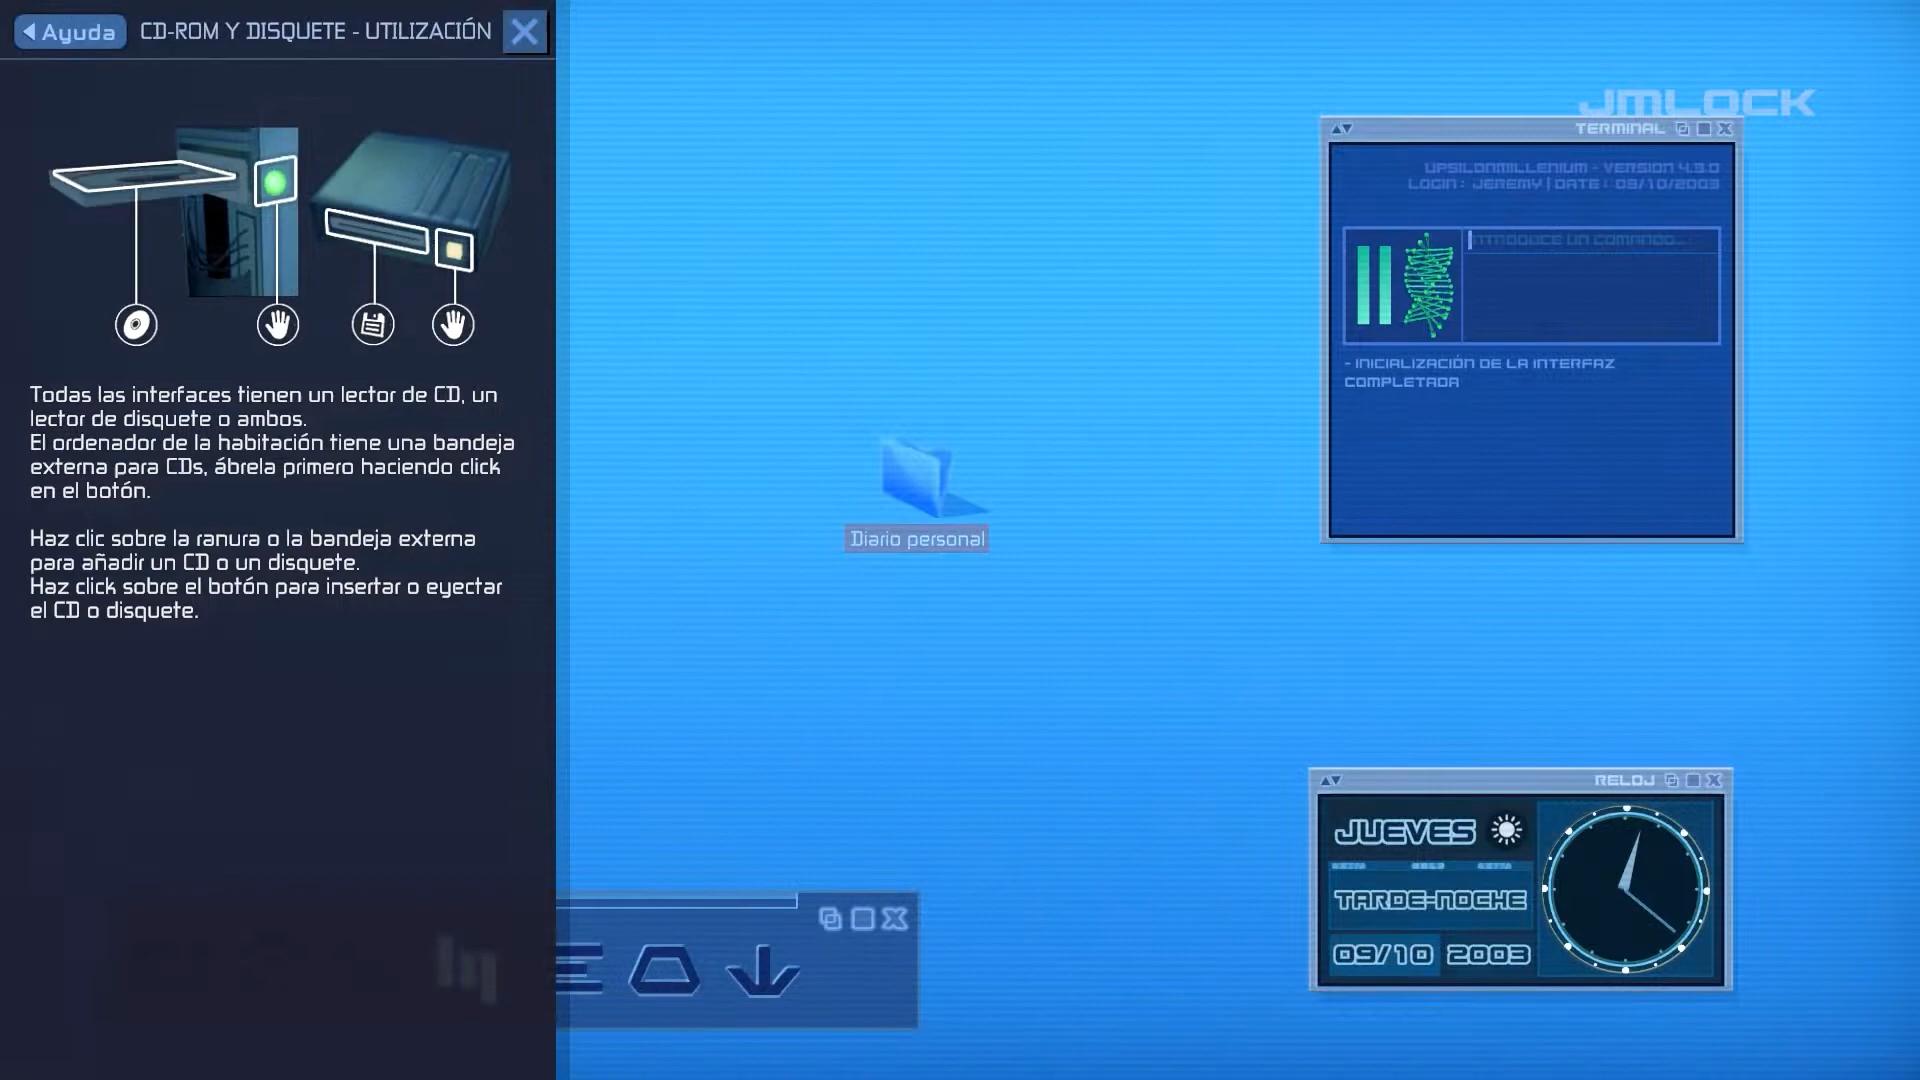 Ayuda
CD-ROM Y DISQUETE - UTILIZACIÓN
Todas las interfaces tienen un lector de CD, un
lector de disquete o ambos.
El ordenador de la habitación tiene una bandeja
externa para CDs, ábrela primero haciendo click
en el botón.
Haz clic sobre la ranura o la bandeja externa
para añadir un CD o un disquete.
Haz click sobre el botón para insertar o eyectar
el CD o disquete.
Diario personal
JMLOCK
TERMINAL
UPSILONMILLENIUM - VERSION 4.3.0
LOGIN : JEREMY | DATE : 09/10/2003
INTRODUCE UN COMANDO...
- INICIALIZACIÓN DE LA INTERFAZ
COMPLETADA
RELOJ
JUEVES
TARDE-NOCHE
09/10 2003